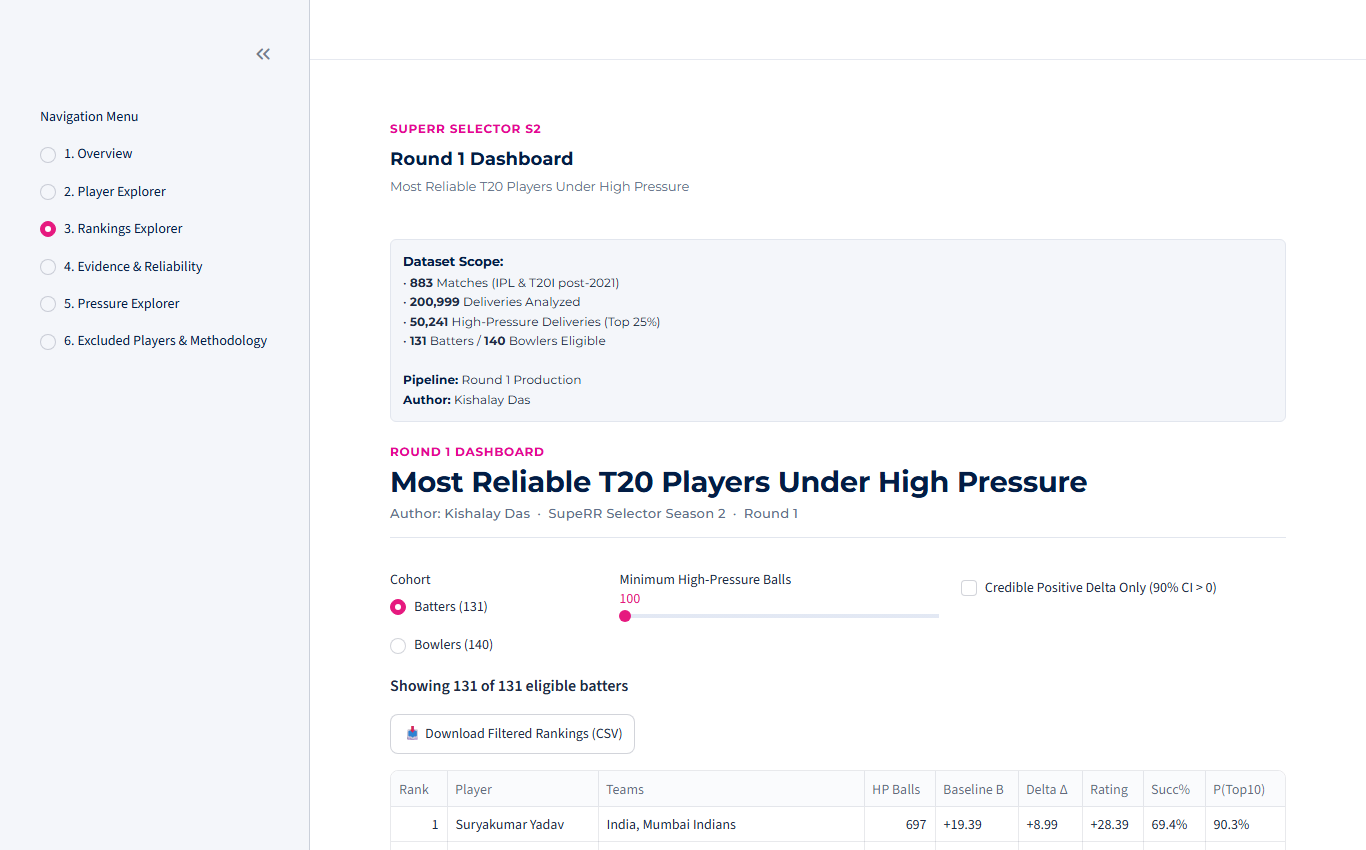 Navigation Menu
1. Overview
2. Player Explorer
3. Rankings Explorer
4. Evidence & Reliability
5. Pressure Explorer
6. Excluded Players & Methodology
SUPERR SELECTOR S2
Round 1 Dashboard
Most Reliable T20 Players Under High Pressure
Dataset Scope:
· 883 Matches (IPL & T20I post-2021)
· 200,999 Deliveries Analyzed
· 50,241 High-Pressure Deliveries (Top 25%)
· 131 Batters / 140 Bowlers Eligible
Pipeline: Round 1 Production
Author: Kishalay Das
ROUND 1 DASHBOARD
Most Reliable T20 Players Under High Pressure
Author: Kishalay Das · SupeRR Selector Season 2 · Round 1
Cohort
Batters (131)
Bowlers (140)
Minimum High-Pressure Balls
100
Credible Positive Delta Only (90% CI > 0)
Showing 131 of 131 eligible batters
Download Filtered Rankings (CSV)
Rank Player Teams HP Balls Baseline B Delta Δ Rating Succ% P(Top10)
1 Suryakumar Yadav India, Mumbai Indians 697 +19.39 +8.99 +28.39 69.4% 90.3%